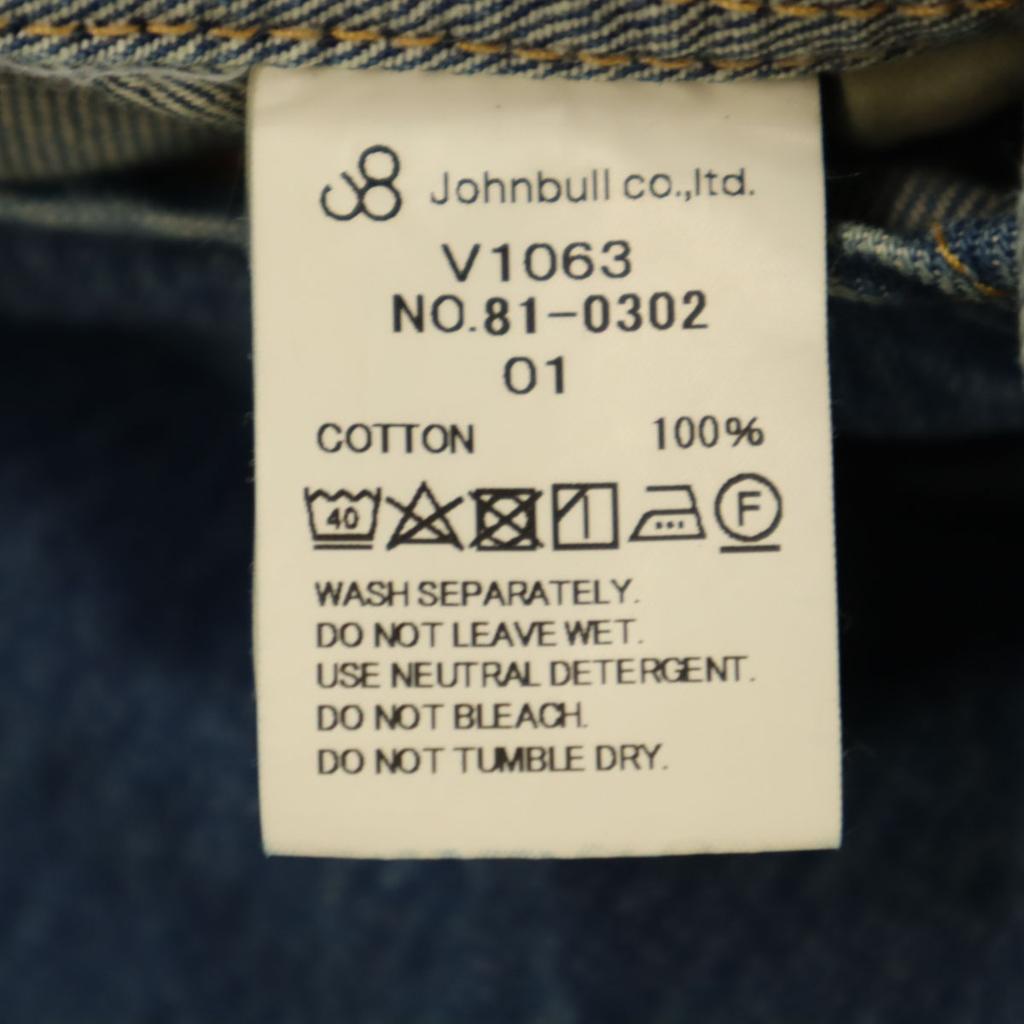 Johnbull co.,ltd.
V1063
NO.81-0302
01
COTTON 100%
40 F
WASH SEPARATELY.
DO NOT LEAVE WET.
USE NEUTRAL DETERGENT.
DO NOT BLEACH.
DO NOT TUMBLE DRY.